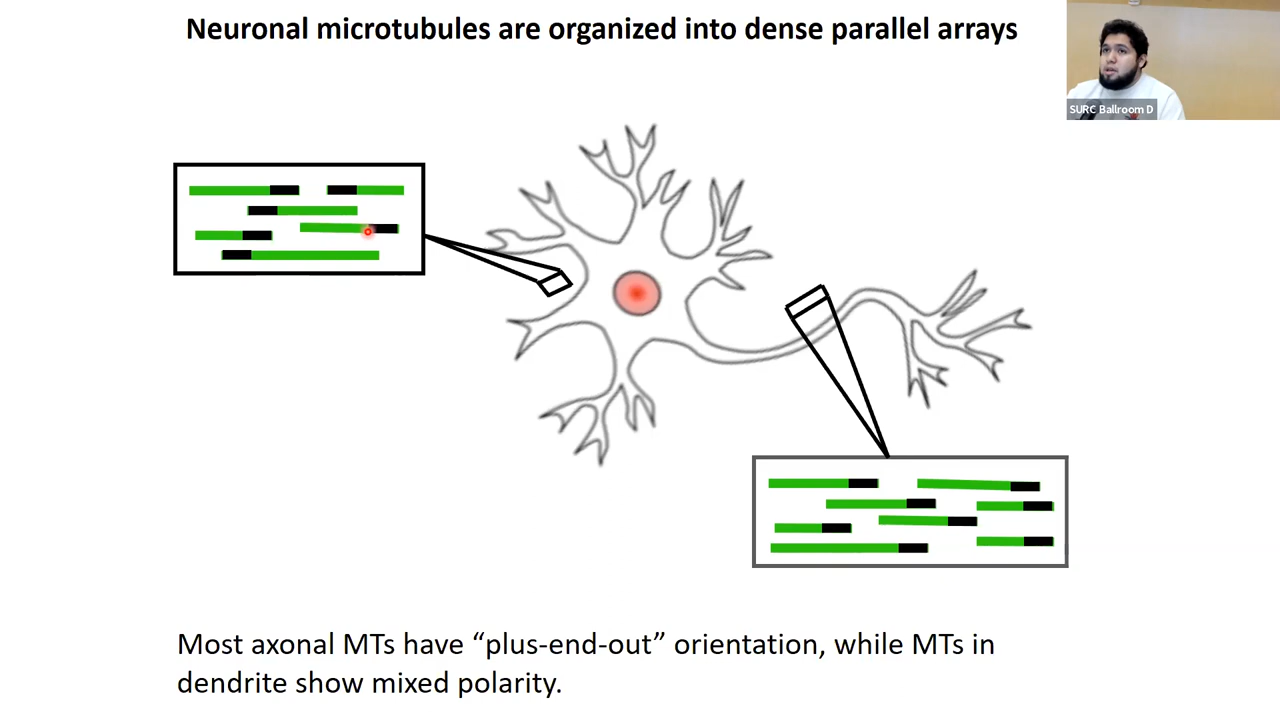 Neuronal microtubules are organized into dense parallel arrays
SURC Ballroom D
Most axonal MTs have “plus-end-out” orientation, while MTs in
dendrite show mixed polarity.